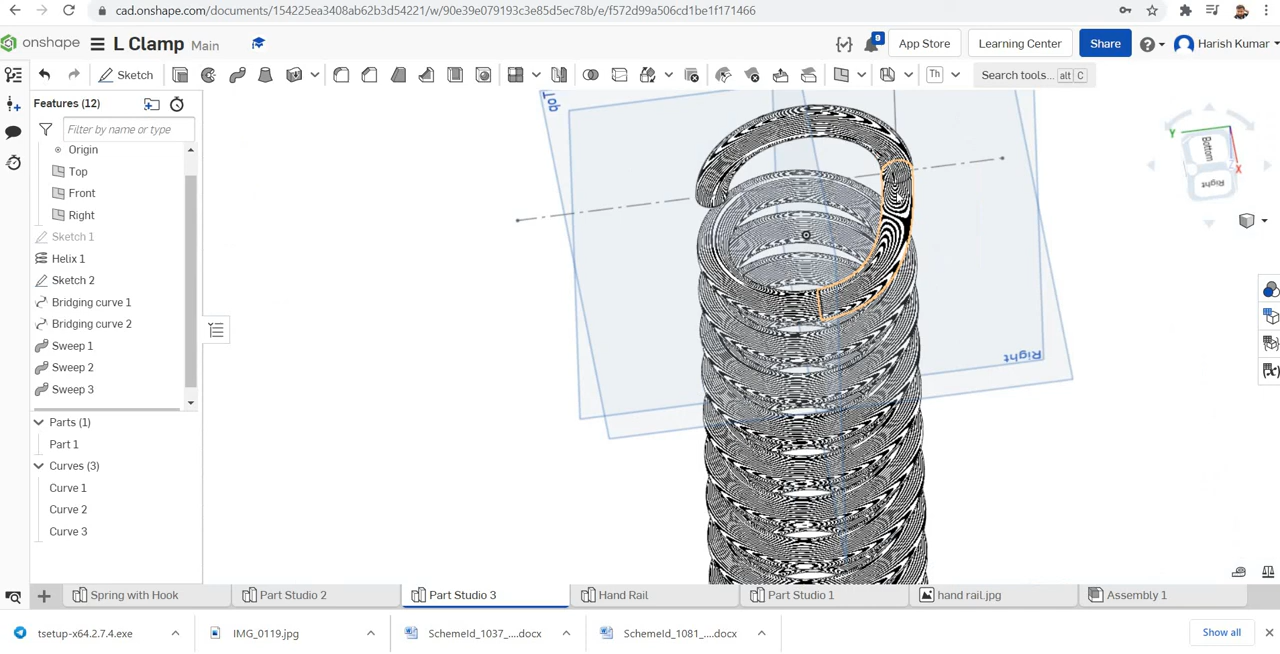 cad.onshape.com/documents/154225ea3408ab62b3d54221/w/90e39e079193c3e85d5ec78b/e/f572d99a506cd1be1f171466
onshape
L Clamp Main
8
App Store
Learning Center
Share
Harish Kumar
Sketch
Th
Search tools... alt C
Features (12)
Filter by name or type
Origin
Top
Front
Right
Sketch 1
Helix 1
Sketch 2
Bridging curve 1
Bridging curve 2
Sweep 1
Sweep 2
Sweep 3
Parts (1)
Part 1
Curves (3)
Curve 1
Curve 2
Curve 3
Top
Right
Y
Bottom
X
Right
Spring with Hook
Part Studio 2
Part Studio 3
Hand Rail
Part Studio 1
hand rail.jpg
Assembly 1
tsetup-x64.2.7.4.exe
IMG_0119.jpg
SchemeId_1037_....docx
SchemeId_1081_....docx
Show all